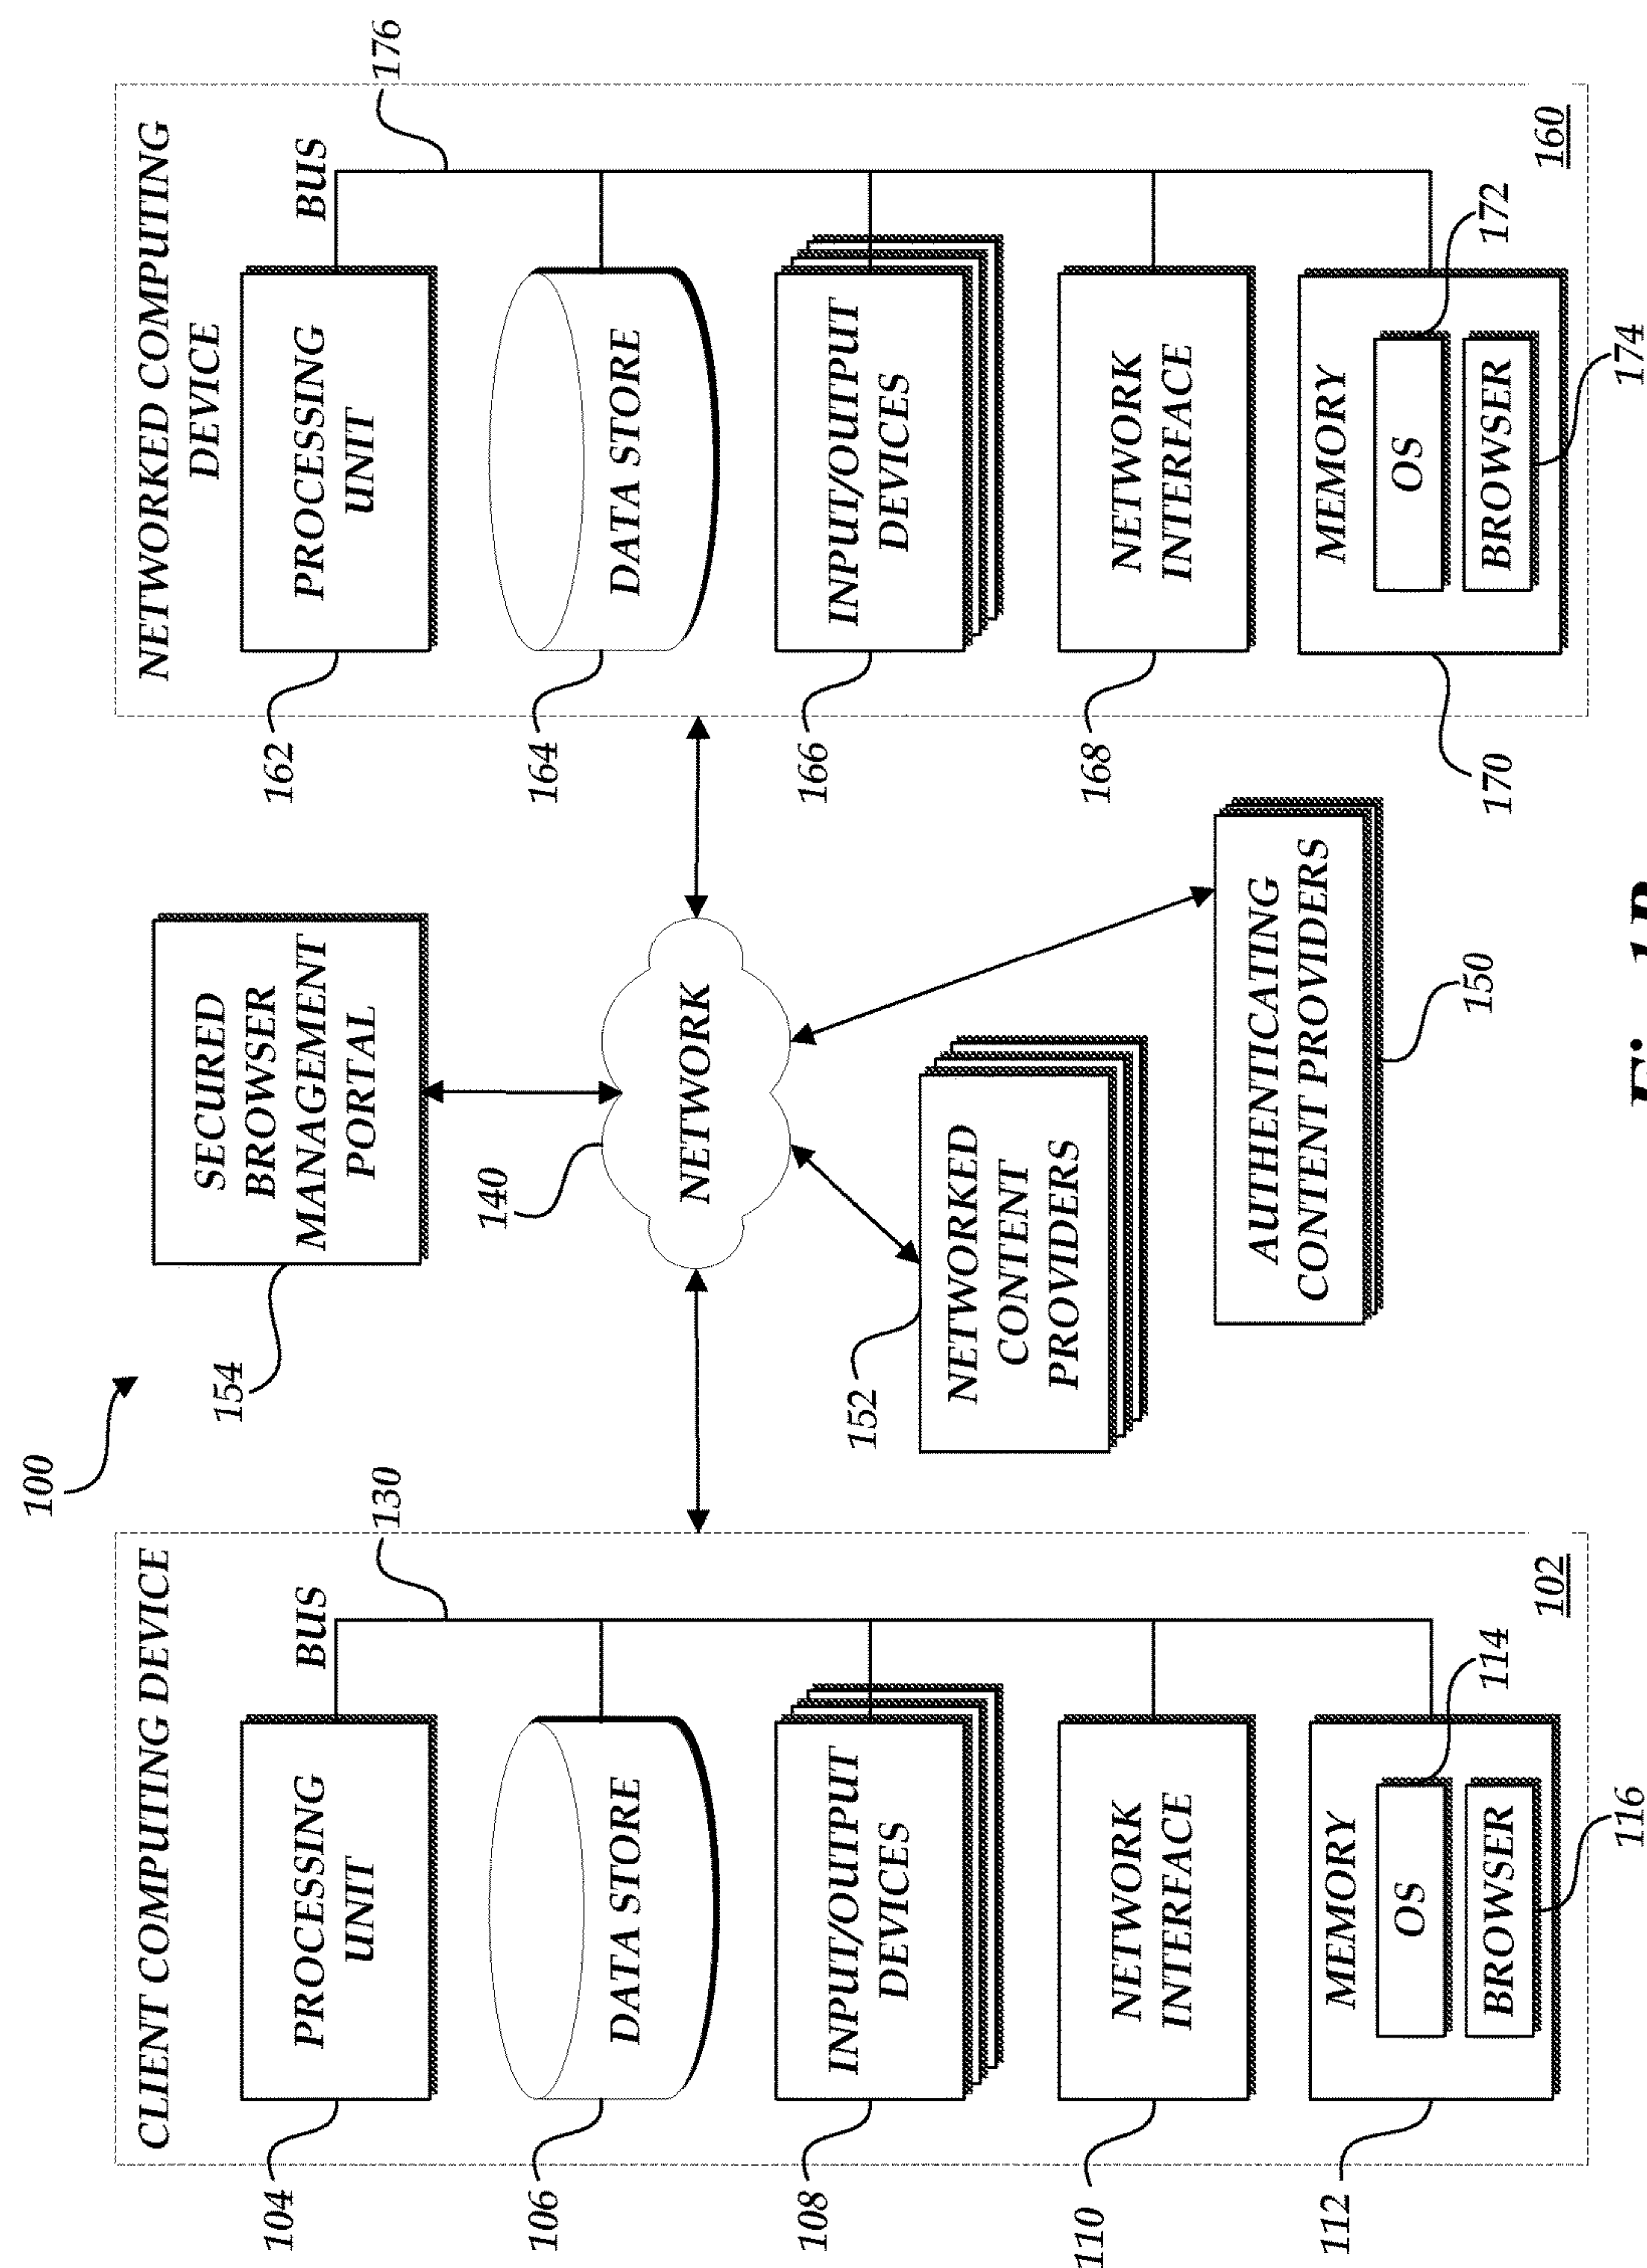 100
CLIENT COMPUTING DEVICE
BUS
130
104
PROCESSING
UNIT
106
DATA STORE
108
INPUT/OUTPUT
DEVICES
110
NETWORK
INTERFACE
112
MEMORY
OS
114
BROWSER
116
102
154
SECURED
BROWSER
MANAGEMENT
PORTAL
140
NETWORK
152
NETWORKED
CONTENT
PROVIDERS
AUTHENTICATING
CONTENT PROVIDERS
150
NETWORKED COMPUTING
DEVICE
BUS
176
162
PROCESSING
UNIT
164
DATA STORE
166
INPUT/OUTPUT
DEVICES
168
NETWORK
INTERFACE
170
MEMORY
OS
172
BROWSER
174
160